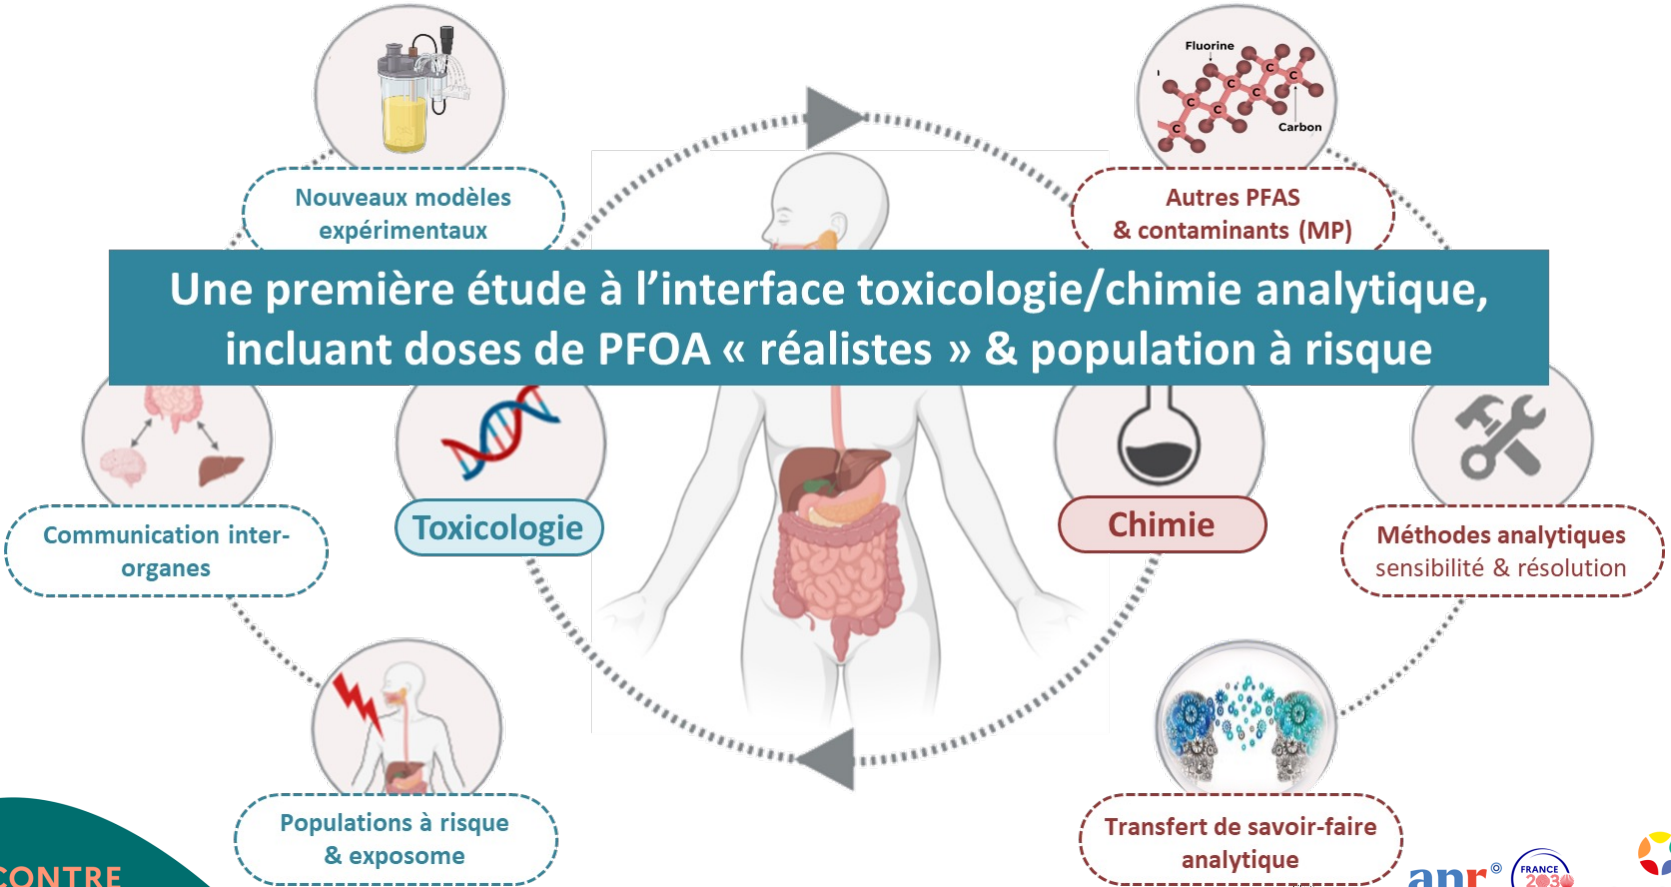 Fluorine
C
C
C
C
C
C
C
Carbon
Nouveaux modèles
expérimentaux
Autres PFAS
& contaminants (MP)
Une première étude à l’interface toxicologie/chimie analytique,
incluant doses de PFOA « réalistes » & population à risque
Toxicologie
Chimie
Communication inter-
organes
Méthodes analytiques
sensibilité & résolution
Populations à risque
& exposome
Transfert de savoir-faire
analytique
CONTRE
anr©
FRANCE
2030